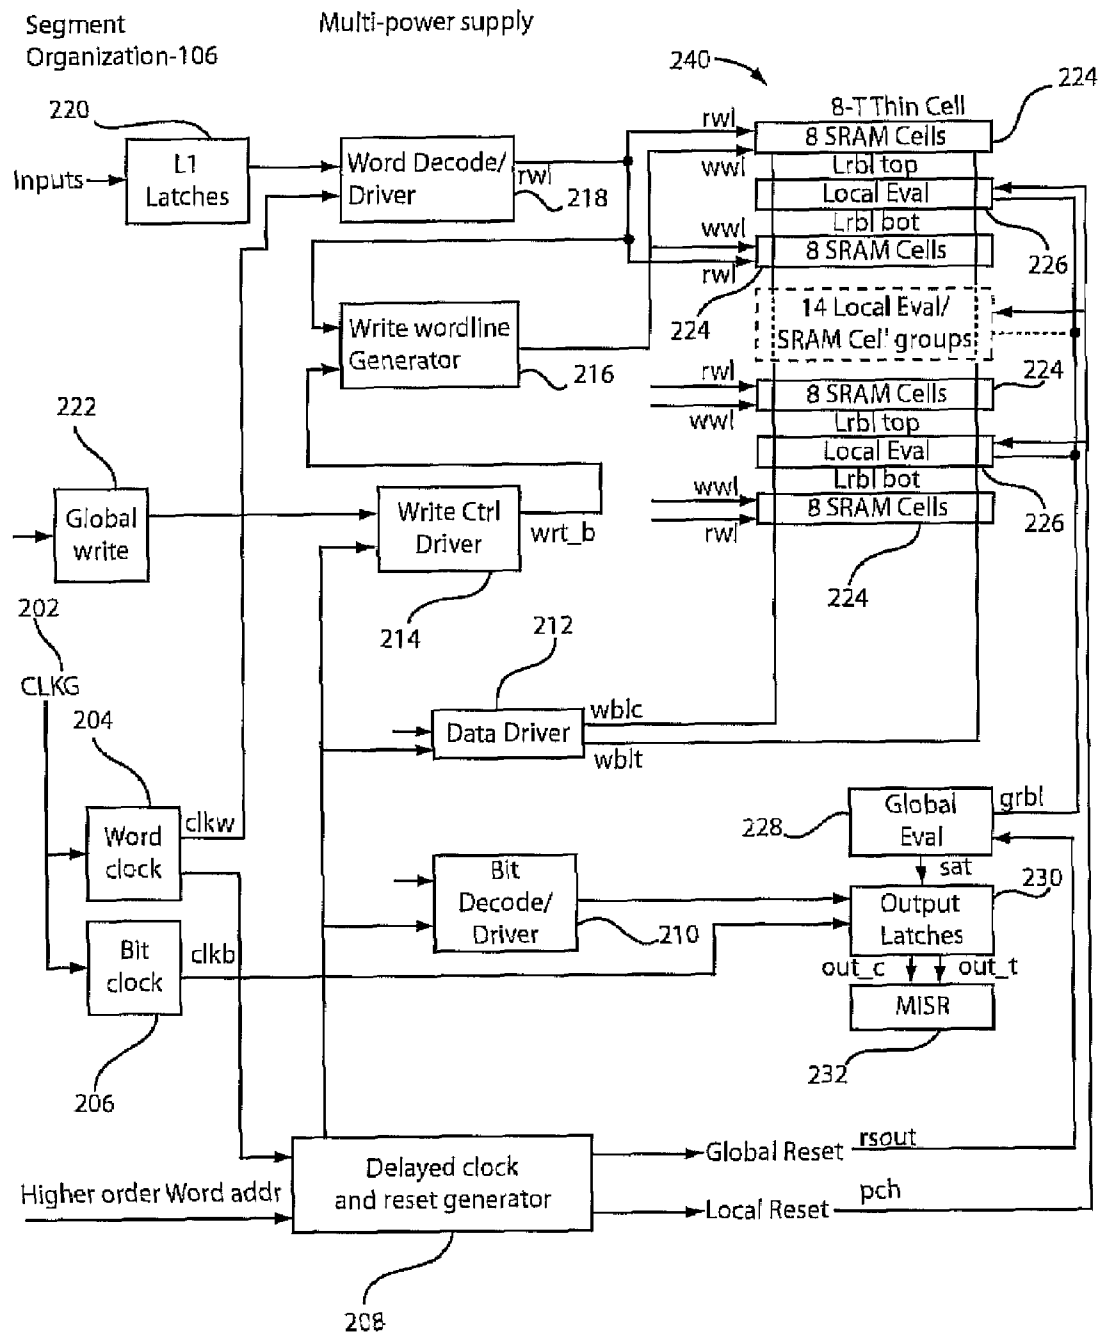 Segment
Organization-106
Multi-power supply
240
224
8-T Thin Cell
220
rwl
8 SRAM Cells
L1
Latches
Inputs
Word Decode/
Driver
rwl
218
wwl
Lrbl top
Local Eval
Lrbl bot
226
wwl
8 SRAM Cells
rwl
224
14 Local Eval/
SRAM Cell groups
Write wordline
Generator
216
rwl
224
8 SRAM Cells
wwl
Lrbl top
Local Eval
222
Lrbl bot
226
wwl
8 SRAM Cells
rwl
Global
write
Write Ctrl
Driver
wrt_b
224
202
214
212
CLKG
204
wblc
Data Driver
wblt
Word
clock
clkw
228
Global
Eval
grbl
sat
230
Bit
Decode/
Driver
210
Output
Latches
Bit
clock
clkb
out_c
out_t
MISR
232
206
Delayed clock
and reset generator
Global Reset
rsout
Higher order Word addr
Local Reset
pch
208